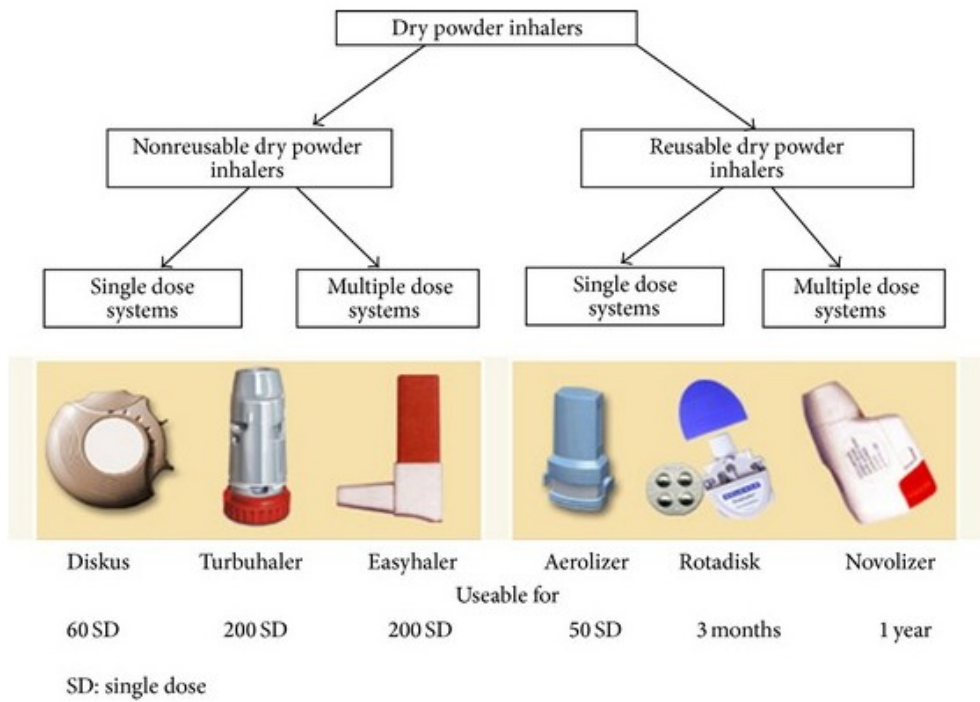 Dry powder inhalers
Nonreusable dry powder
inhalers
Reusable dry powder
inhalers
Single dose
systems
Multiple dose
systems
Single dose
systems
Multiple dose
systems
Diskus Turbuhaler Easyhaler Aerolizer Rotadisk Novolizer
Useable for
60 SD 200 SD 200 SD 50 SD 3 months 1 year
SD: single dose